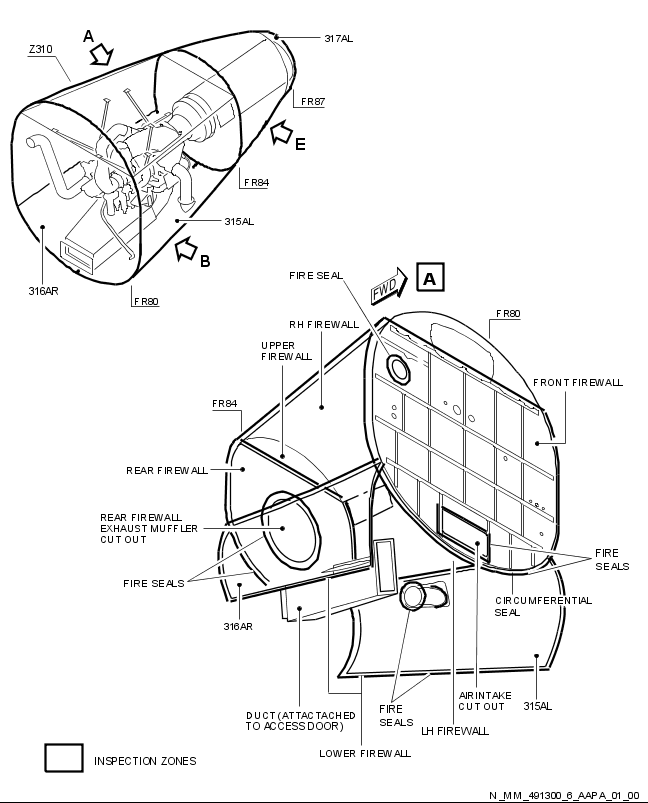 317AL
A
Z310
FR87
E
FR84
315AL
B
316AR
FR80
FIRE SEAL
FWD
A
RH FIREWALL
FR80
UPPER
FIREWALL
FRONT FIREWALL
FR84
REAR FIREWALL
REAR FIREWALL
EXHAUST MUFFLER
CUT OUT
FIRE
SEALS
FIRE SEALS
CIRCUMFERENTIAL
SEAL
316AR
AIR INTAKE
CUT OUT
315AL
FIRE
SEALS
DUCT (ATTACTACHED
TO ACCESS DOOR)
LH FIREWALL
LOWER FIREWALL
INSPECTION ZONES
N_MM_491300_6_AAPA_01_00